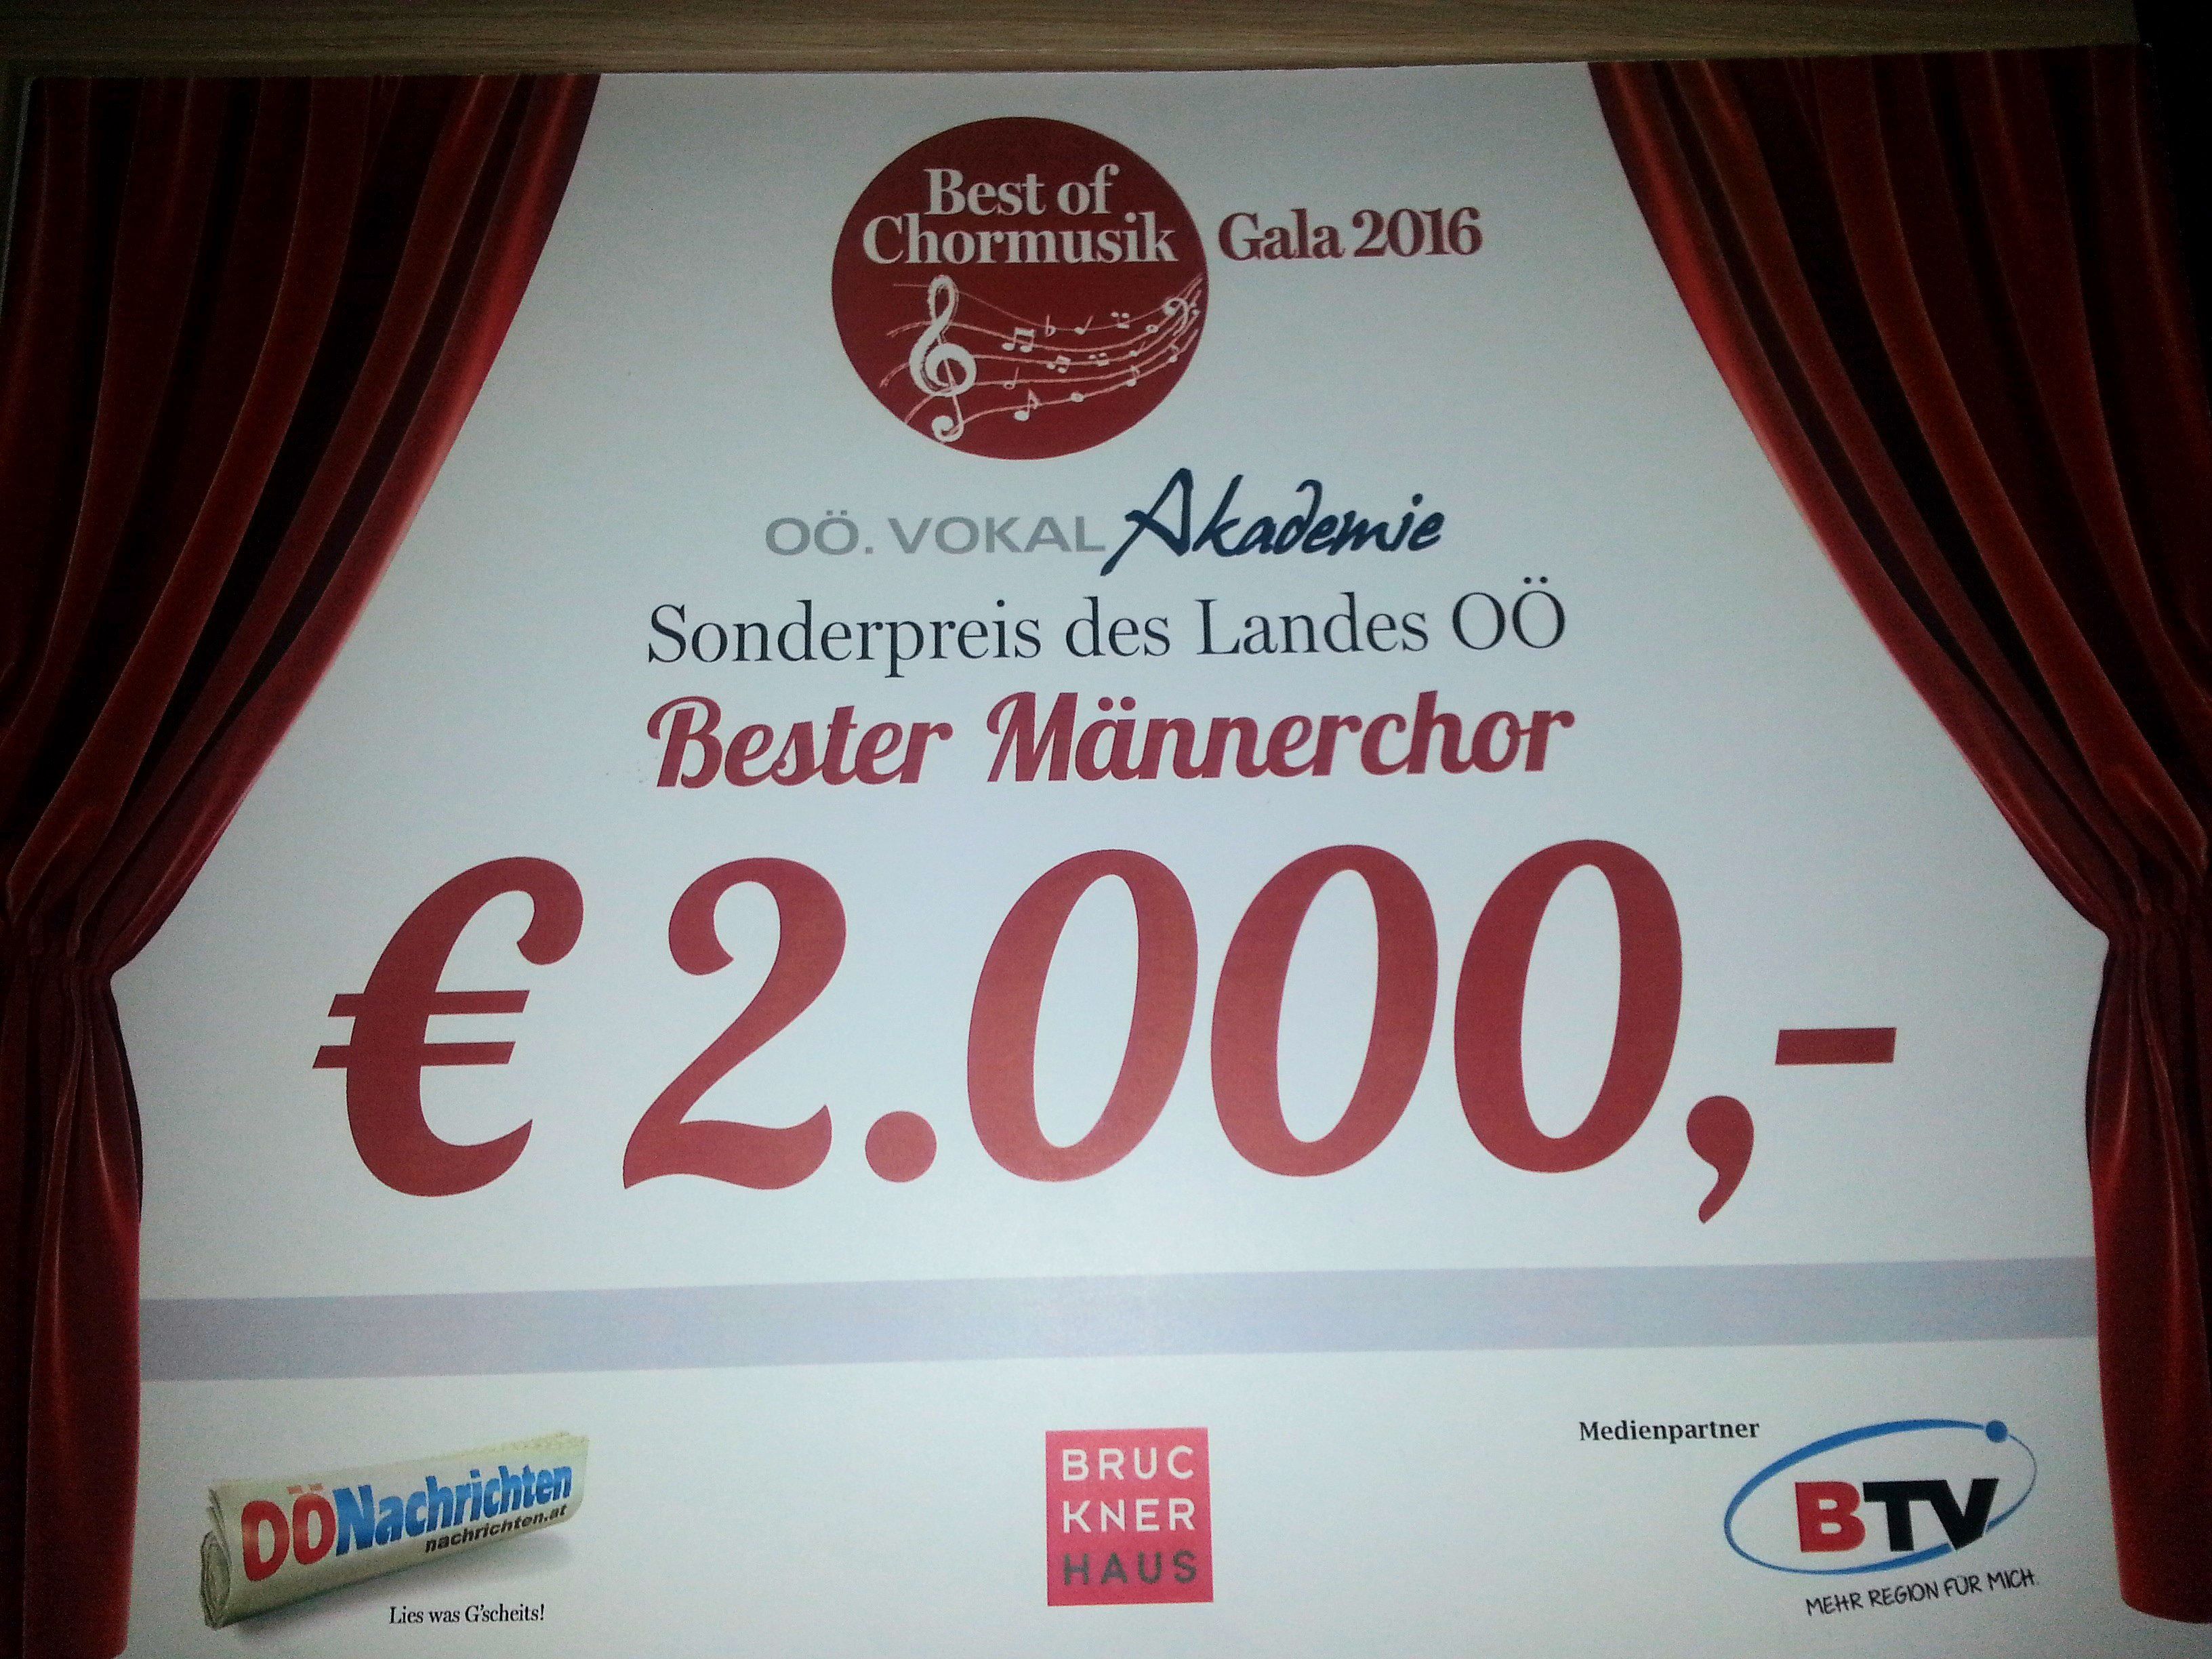 Best of
Chormusik Gala 2016
OÖ. VOKAL Akademie
Sonderpreis des Landes OÖ
Bester Männerchor
€ 2.000,-
OÖNachrichten
nachrichten.at
Lies was G'scheits!
BRUC
KNER
HAUS
Medienpartner
BTV
MEHR REGION FÜR MICH.